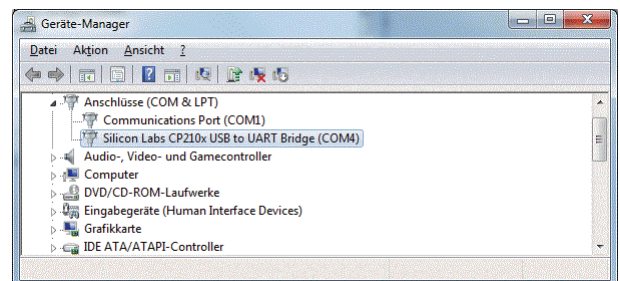 Geräte-Manager
Datei Aktion Ansicht ?
Anschlüsse (COM & LPT)
Communications Port (COM1)
Silicon Labs CP210x USB to UART Bridge (COM4)
Audio-, Video- und Gamecontroller
Computer
DVD/CD-ROM-Laufwerke
Eingabegeräte (Human Interface Devices)
Grafikkarte
IDE ATA/ATAPI-Controller